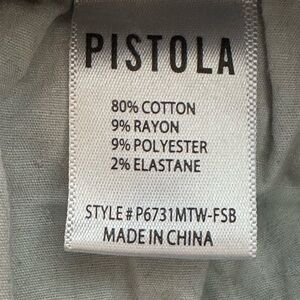 PISTOLA
80% COTTON
9% RAYON
9% POLYESTER
2% ELASTANE
STYLE # P6731MTW-FSB
MADE IN CHINA